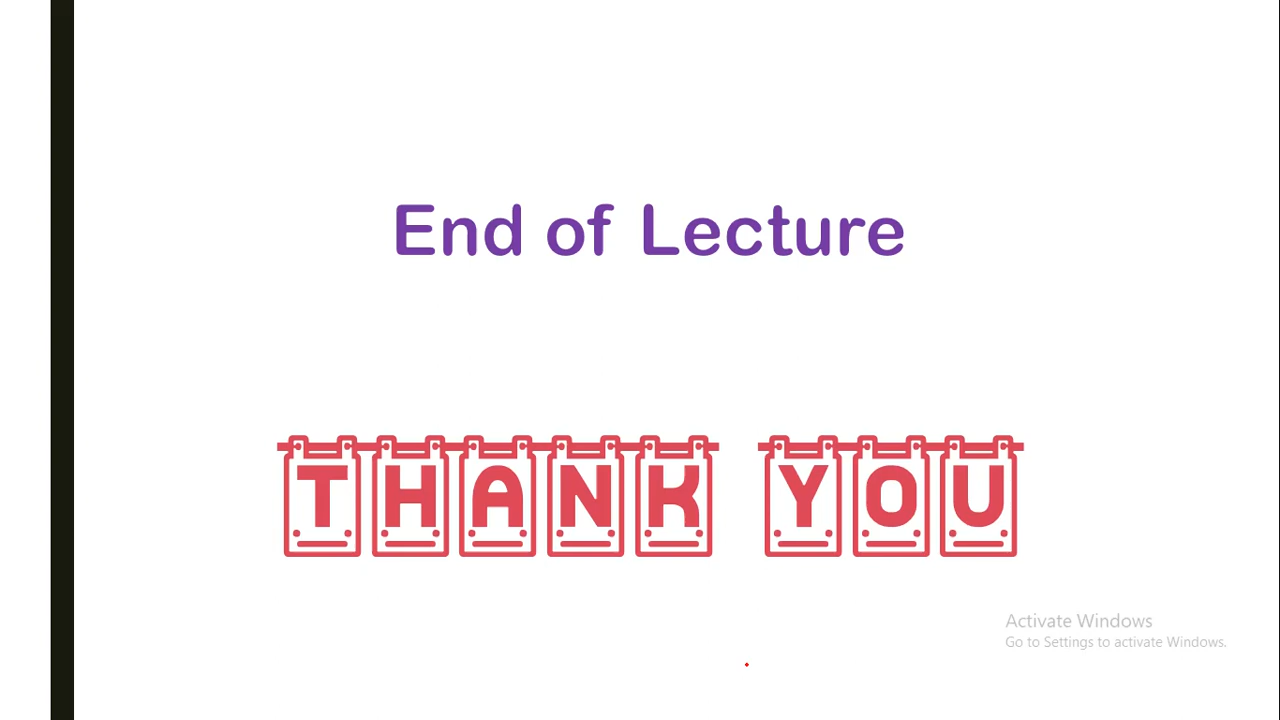 End of Lecture
THANK YOU
Activate Windows
Go to Settings to activate Windows.